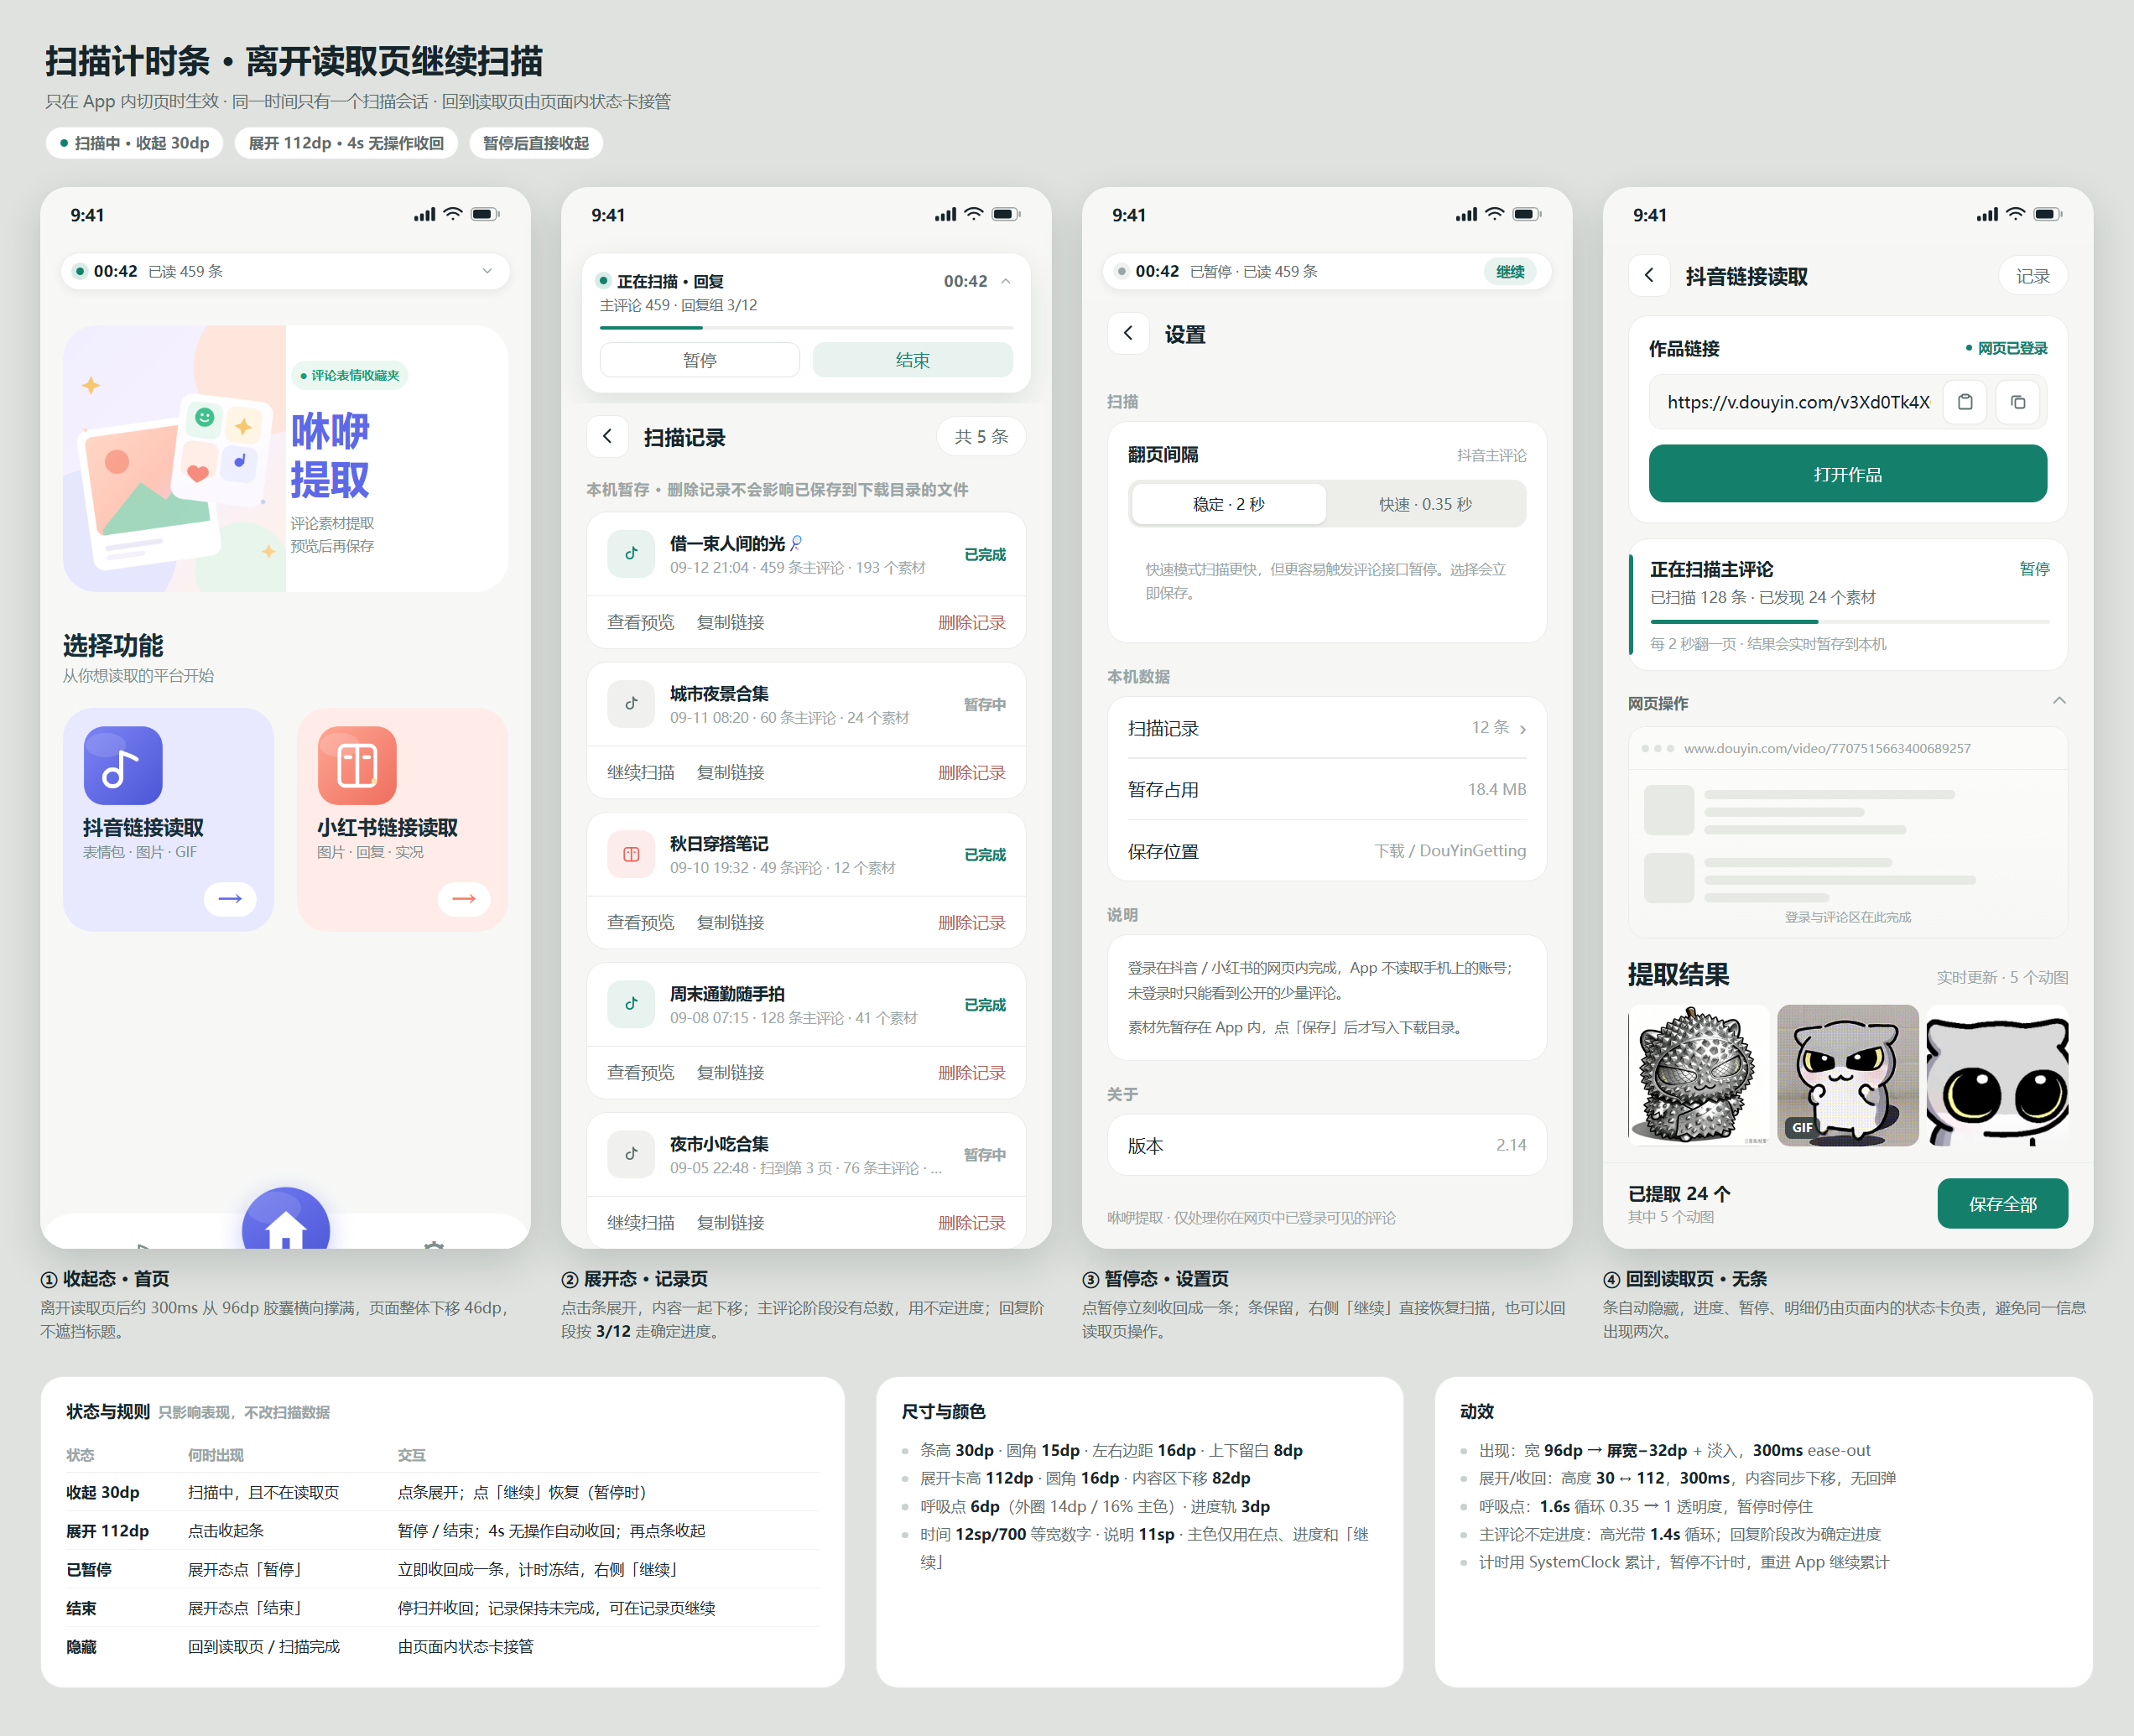 扫描计时条 • 离开读取页继续扫描
只在 App 内切页时生效 · 同一时间只有一个扫描会话 · 回到读取页由页面内状态卡接管
扫描中 • 收起 30dp
展开 112dp • 4s 无操作收回
暂停后直接收起
9:41
00:42 已读 459 条
评论表情收藏夹
咻咿
提取
评论素材提取
预览后再保存
选择功能
从你想读取的平台开始
抖音链接读取
表情包 · 图片 · GIF
小红书链接读取
图片 · 回复 · 实况
① 收起态 • 首页
离开读取页后约 300ms 从 96dp 胶囊横向撑满，页面整体下移 46dp，
不遮挡标题。
9:41
正在扫描 • 回复
00:42
主评论 459 · 回复组 3/12
暂停
结束
扫描记录
共 5 条
本机暂存 • 删除记录不会影响已保存到下载目录的文件
借一束人间的光
09-12 21:04 · 459 条主评论 · 193 个素材
已完成
查看预览 复制链接 删除记录
城市夜景合集
09-11 08:20 · 60 条主评论 · 24 个素材
暂存中
继续扫描 复制链接 删除记录
秋日穿搭笔记
09-10 19:32 · 49 条评论 · 12 个素材
已完成
查看预览 复制链接 删除记录
周末通勤随手拍
09-08 07:15 · 128 条主评论 · 41 个素材
已完成
查看预览 复制链接 删除记录
夜市小吃合集
09-05 22:48 · 扫到第 3 页 · 76 条主评论 · ...
暂存中
继续扫描 复制链接 删除记录
② 展开态 • 记录页
点击条展开，内容一起下移；主评论阶段没有总数，用不定进度；回复阶
段按 3/12 走确定进度。
9:41
00:42 已暂停 · 已读 459 条
继续
设置
扫描
翻页间隔
抖音主评论
稳定 · 2 秒
快速 · 0.35 秒
快速模式扫描更快，但更容易触发评论接口暂停。选择会立
即保存。
本机数据
扫描记录
12 条
暂存占用
18.4 MB
保存位置
下载 / DouYinGetting
说明
登录在抖音 / 小红书的网页内完成，App 不读取手机上的账号；
未登录时只能看到公开的少量评论。
素材先暂存在 App 内，点「保存」后才写入下载目录。
关于
版本
2.14
咻咿提取 · 仅处理你在网页中已登录可见的评论
③ 暂停态 • 设置页
点暂停立刻收回成一条；条保留，右侧「继续」直接恢复扫描，也可以回
读取页操作。
9:41
抖音链接读取
记录
作品链接
网页已登录
https://v.douyin.com/v3Xd0Tk4X
打开作品
正在扫描主评论
暂停
已扫描 128 条 · 已发现 24 个素材
每 2 秒翻一页 · 结果会实时暂存到本机
网页操作
www.douyin.com/video/7707515663400689257
登录与评论区在此完成
提取结果
实时更新 · 5 个动图
GIF
已提取 24 个
其中 5 个动图
保存全部
④ 回到读取页 • 无条
条自动隐藏，进度、暂停、明细仍由页面内的状态卡负责，避免同一信息
出现两次。
状态与规则 只影响表现，不改扫描数据
状态 何时出现 交互
收起 30dp 扫描中，且不在读取页 点条展开；点「继续」恢复（暂停时）
展开 112dp 点击收起条 暂停 / 结束；4s 无操作自动收回；再点条收起
已暂停 展开态点「暂停」 立即收回成一条，计时冻结，右侧「继续」
结束 展开态点「结束」 停扫并收回；记录保持未完成，可在记录页继续
隐藏 回到读取页 / 扫描完成 由页面内状态卡接管
尺寸与颜色
条高 30dp · 圆角 15dp · 左右边距 16dp · 上下留白 8dp
展开卡高 112dp · 圆角 16dp · 内容区下移 82dp
呼吸点 6dp（外圈 14dp / 16% 主色）· 进度轨 3dp
时间 12sp/700 等宽数字 · 说明 11sp · 主色仅用在点、进度和「继
续」
动效
出现：宽 96dp → 屏宽−32dp + 淡入，300ms ease-out
展开/收回：高度 30 ↔ 112，300ms，内容同步下移，无回弹
呼吸点：1.6s 循环 0.35 → 1 透明度，暂停时停住
主评论不定进度：高光带 1.4s 循环；回复阶段改为确定进度
计时用 SystemClock 累计，暂停不计时，重进 App 继续累计